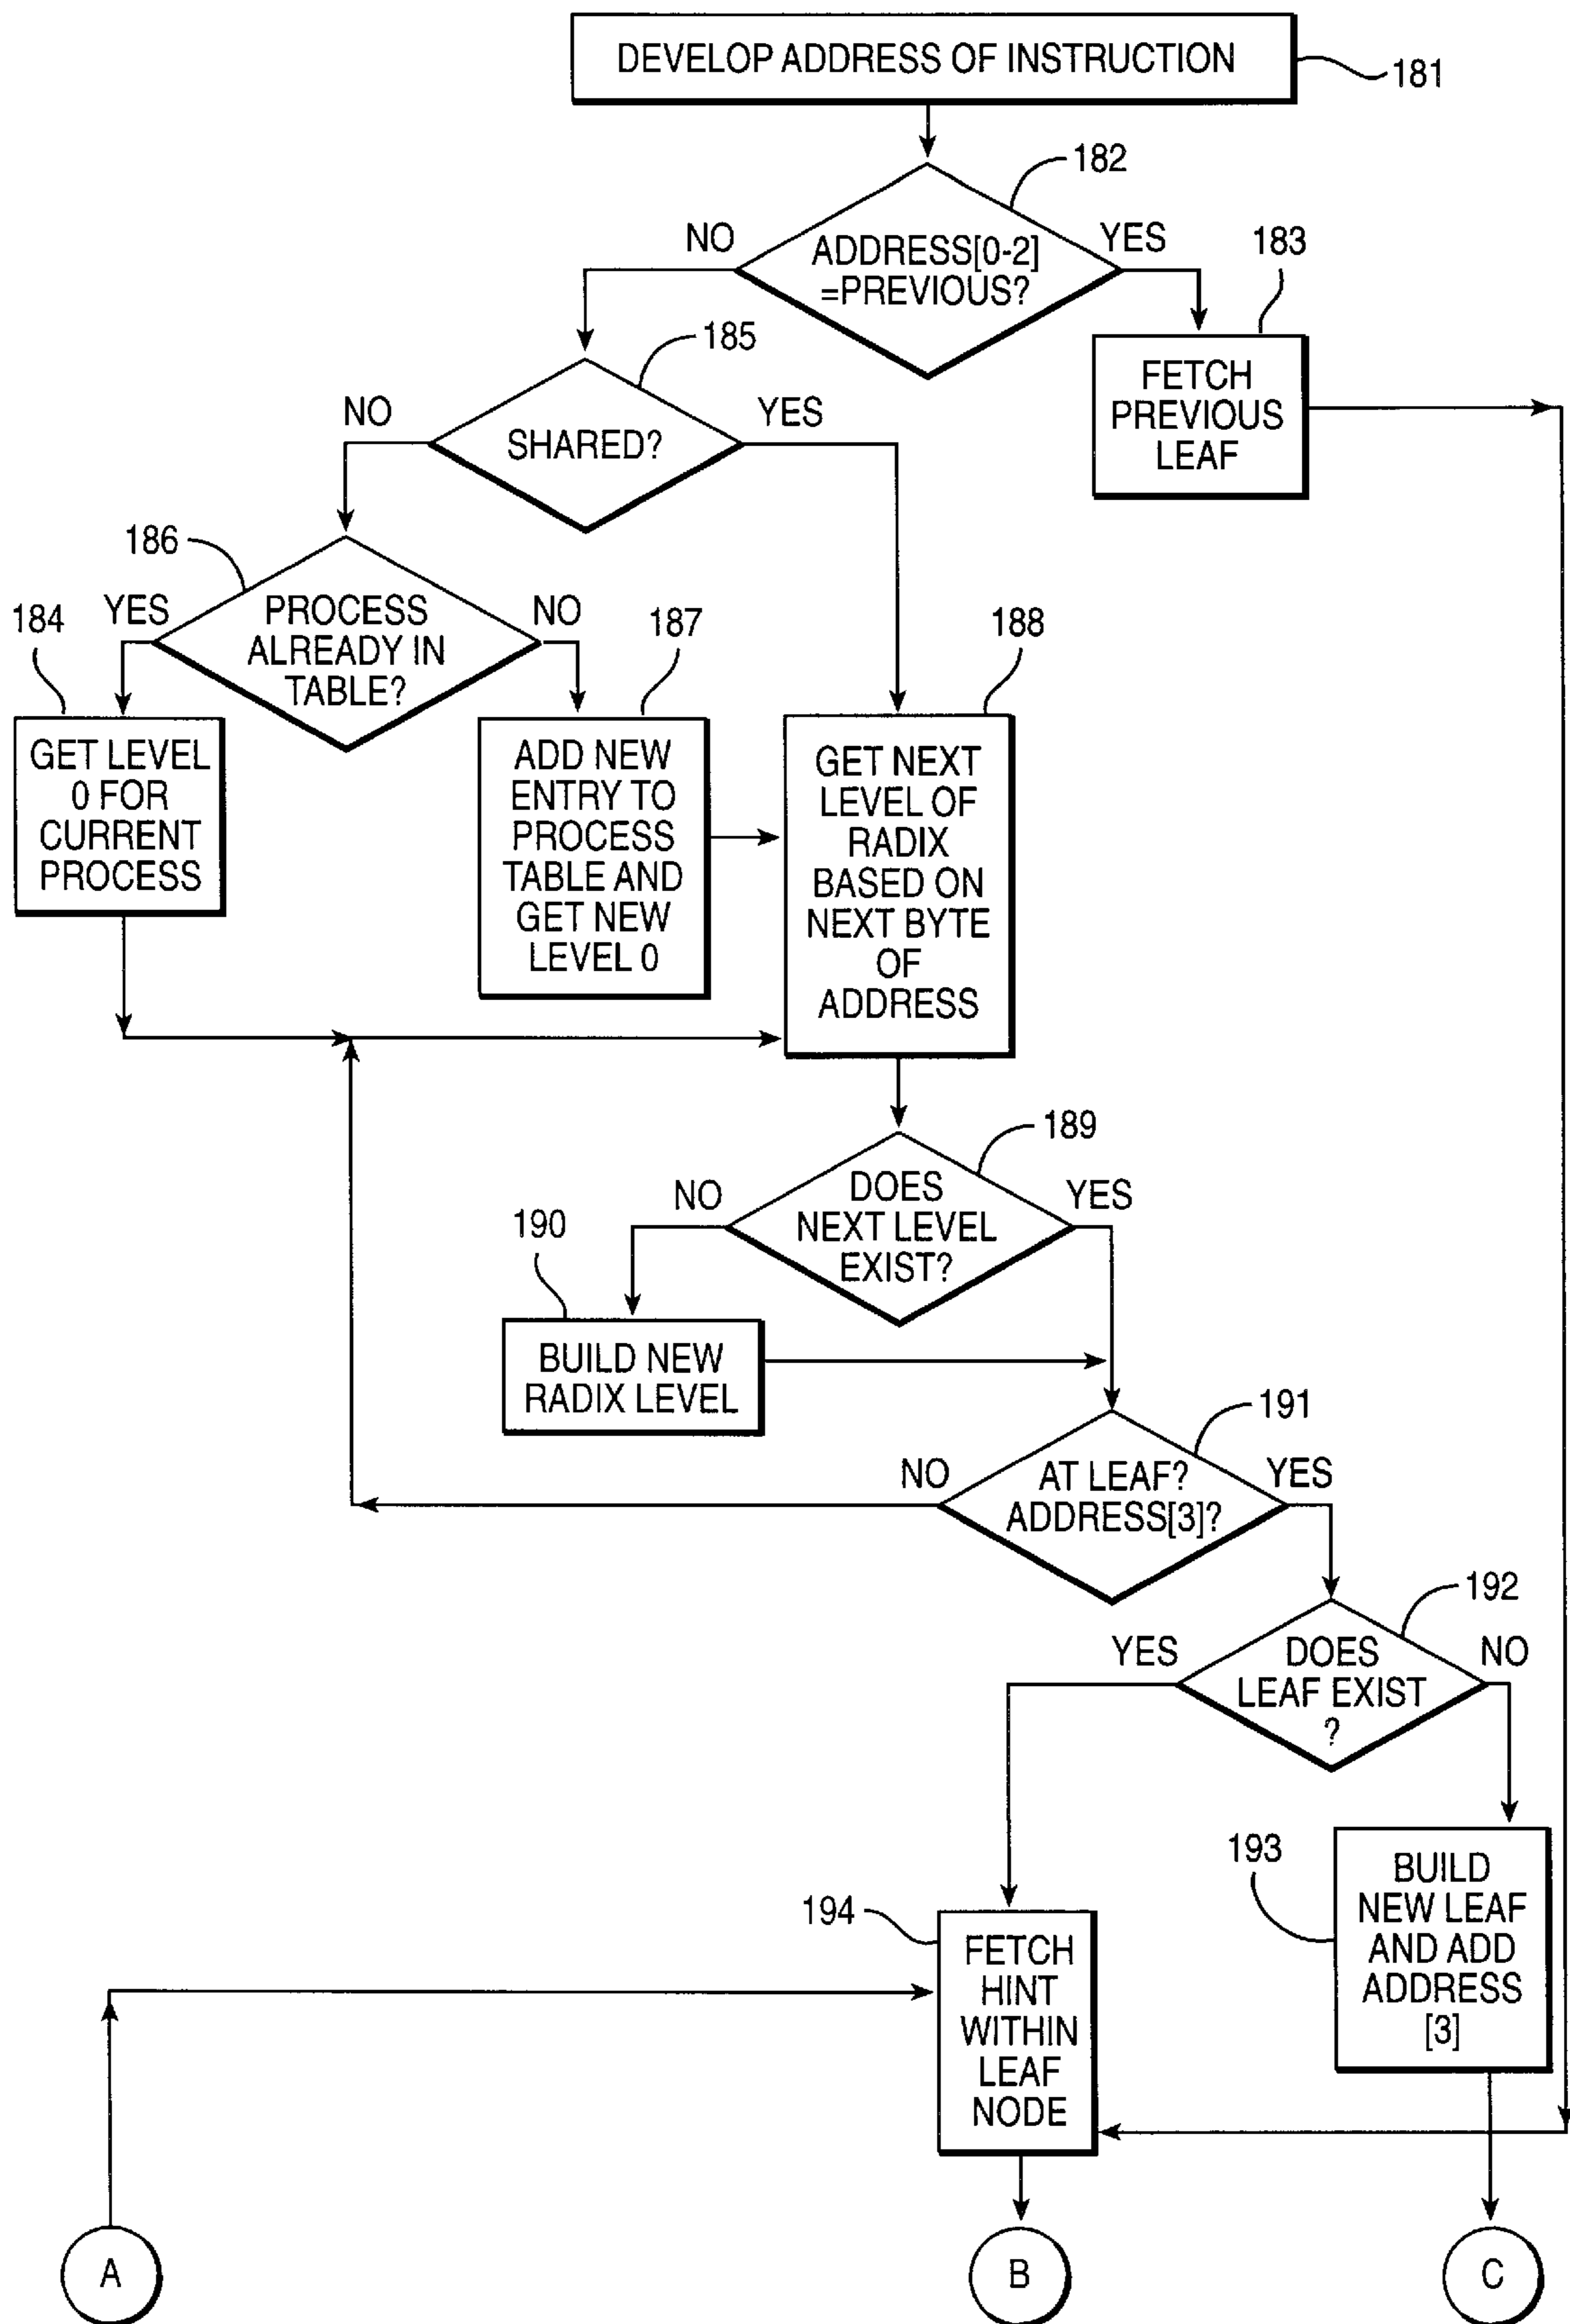 DEVELOP ADDRESS OF INSTRUCTION
181
182
NO
ADDRESS[0-2]
=PREVIOUS?
YES
183
FETCH
PREVIOUS
LEAF
185
NO
SHARED?
YES
186
YES
PROCESS
ALREADY IN
TABLE?
NO
184
187
188
GET LEVEL
0 FOR
CURRENT
PROCESS
ADD NEW
ENTRY TO
PROCESS
TABLE AND
GET NEW
LEVEL 0
GET NEXT
LEVEL OF
RADIX
BASED ON
NEXT BYTE
OF
ADDRESS
189
NO
DOES
NEXT LEVEL
EXIST?
YES
190
BUILD NEW
RADIX LEVEL
191
NO
AT LEAF?
ADDRESS[3]?
YES
192
YES
DOES
LEAF EXIST
?
NO
193
BUILD
NEW LEAF
AND ADD
ADDRESS
[3]
194
FETCH
HINT
WITHIN
LEAF
NODE
A
B
C